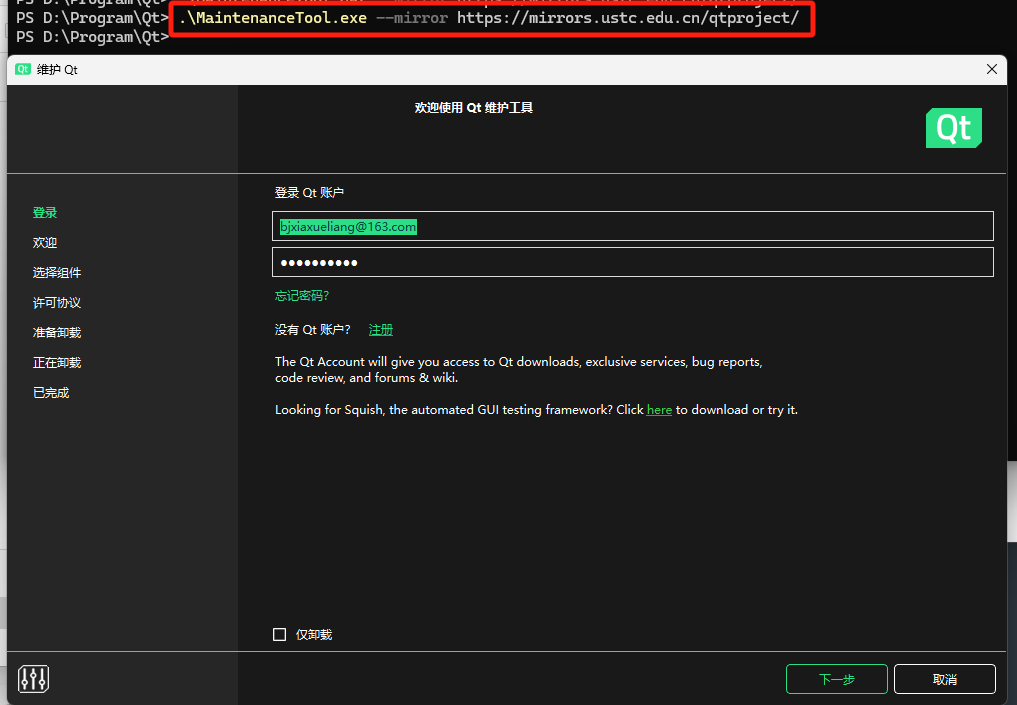 PS D:\Program\Qt> .\MaintenanceTool.exe --mirror https://mirrors.ustc.edu.cn/qtproject/
PS D:\Program\Qt>
Qt 维护 Qt
欢迎使用 Qt 维护工具
Qt
登录
欢迎
选择组件
许可协议
准备卸载
正在卸载
已完成
登录 Qt 账户
bjxiaxueliang@163.com
●●●●●●●●●●
忘记密码?
没有 Qt 账户? 注册
The Qt Account will give you access to Qt downloads, exclusive services, bug reports,
code review, and forums & wiki.
Looking for Squish, the automated GUI testing framework? Click here to download or try it.
仅卸载
下一步
取消